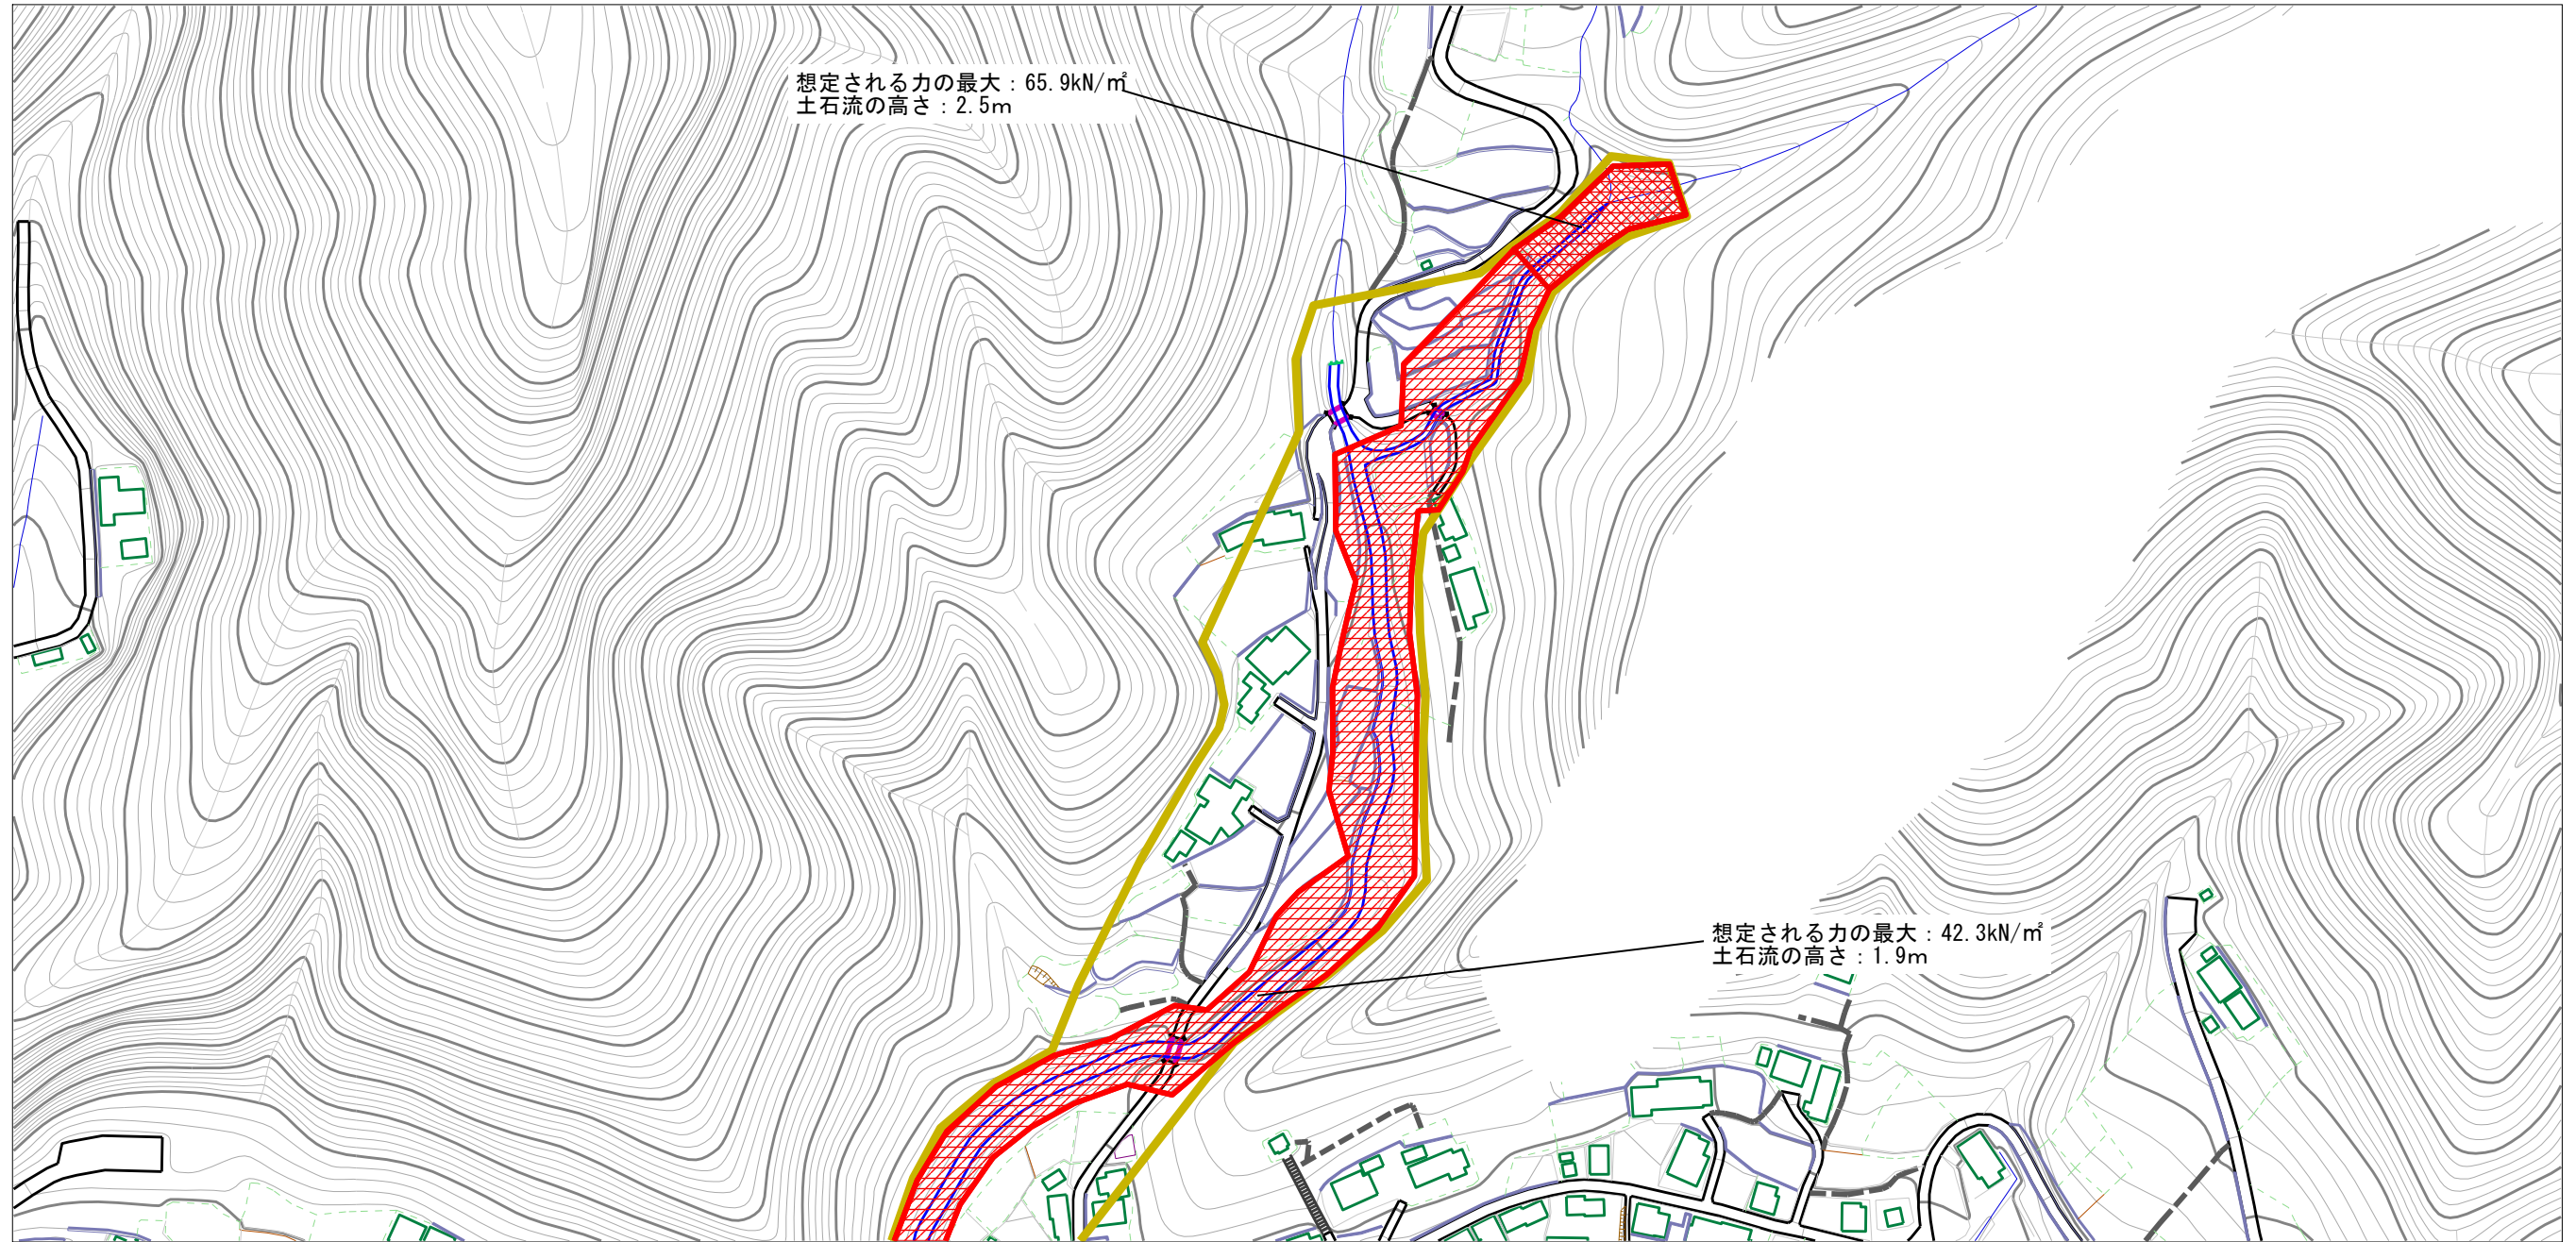 想定される力の最大：65.9kN/㎡
土石流の高さ：2.5m
想定される力の最大：42.3kN/㎡
土石流の高さ：1.9m